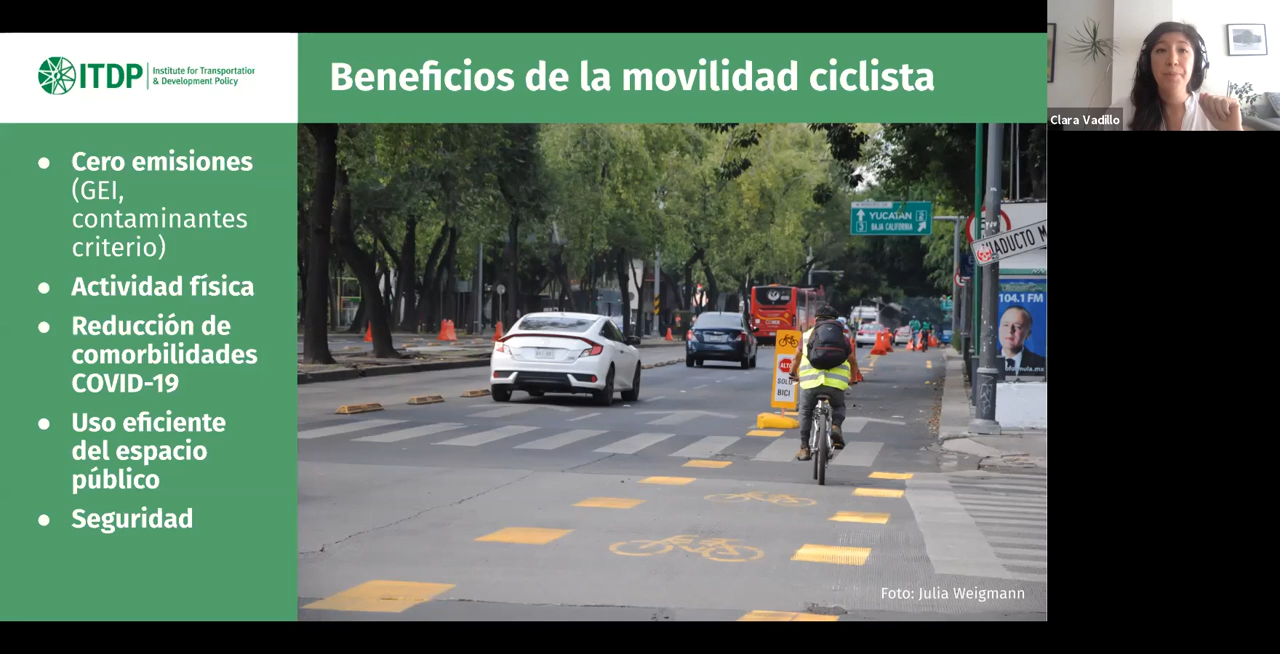 ITDP
Institute for Transportation
& Development Policy
Beneficios de la movilidad ciclista
Clara Vadillo
● Cero emisiones
(GEI,
contaminantes
criterio)
● Actividad física
● Reducción de
comorbilidades
COVID-19
● Uso eficiente
del espacio
público
● Seguridad
YUCATAN 2
3 BAJA CALIFORNIA
VIADUCTO M
104.1 FM
ALTO
SOLO
BICI
Foto: Julia Weigmann